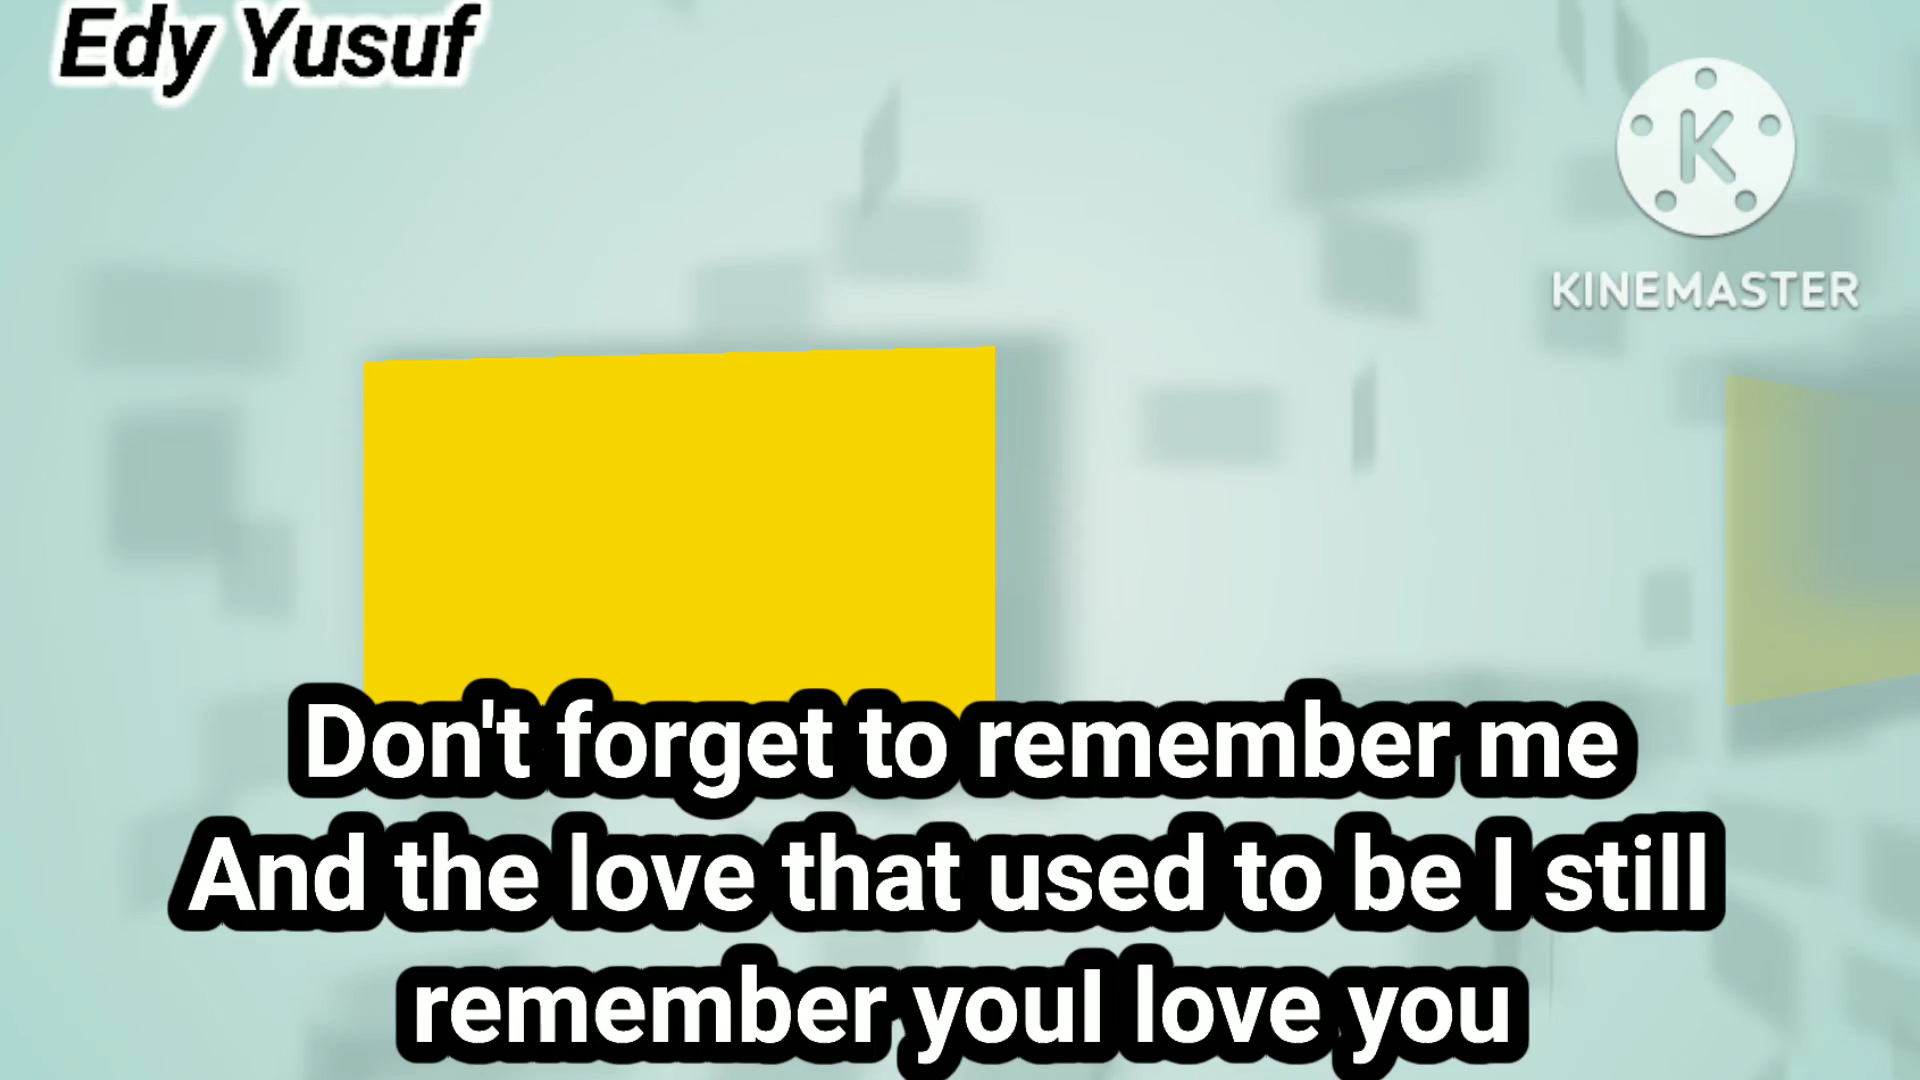 Edy Yusuf
KINEMASTER
Don't forget to remember me
And the love that used to be I still
remember youI love you